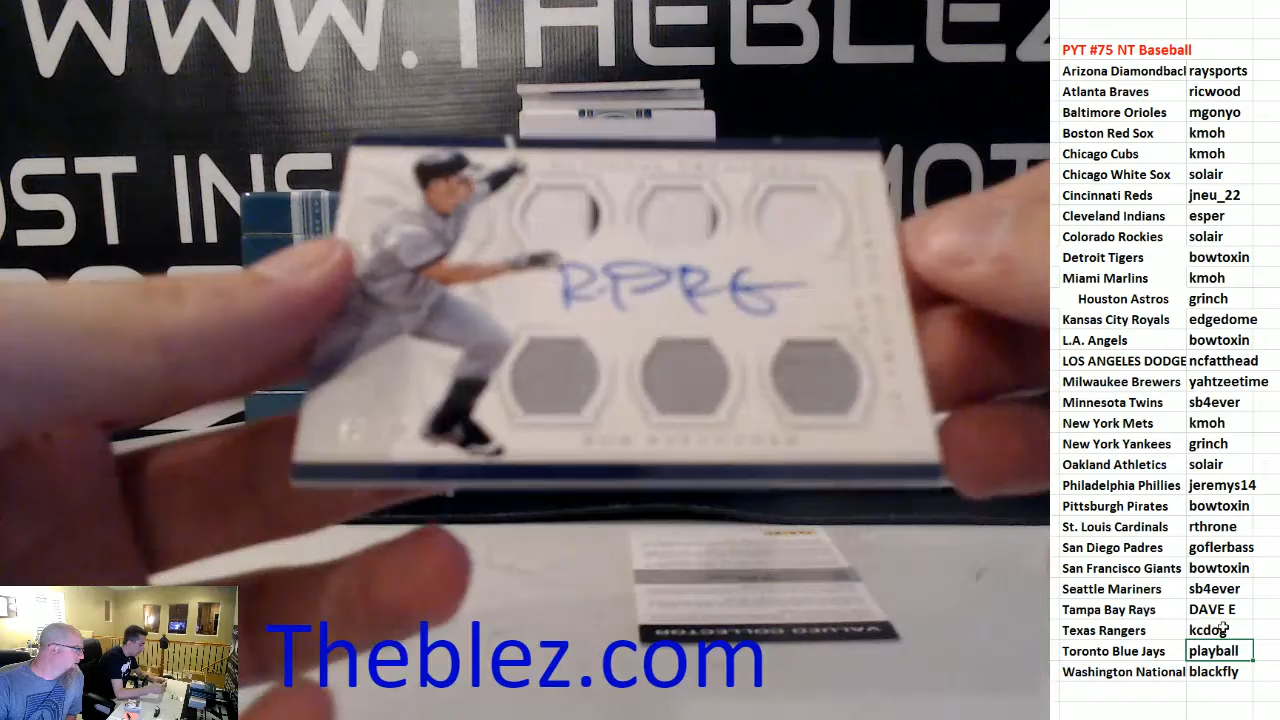 WWW.THEBLEZ
UST INS
MOT
RPRG
VALUED COLLECTOR
Theblez.com
PYT #75 NT Baseball
Arizona Diamondbacl raysports
Atlanta Braves ricwood
Baltimore Orioles mgonyo
Boston Red Sox kmoh
Chicago Cubs kmoh
Chicago White Sox solair
Cincinnati Reds jneu_22
Cleveland Indians esper
Colorado Rockies solair
Detroit Tigers bowtoxin
Miami Marlins kmoh
Houston Astros grinch
Kansas City Royals edgedome
L.A. Angels bowtoxin
LOS ANGELES DODGE ncfatthead
Milwaukee Brewers yahtzeetime
Minnesota Twins sb4ever
New York Mets kmoh
New York Yankees grinch
Oakland Athletics solair
Philadelphia Phillies jeremys14
Pittsburgh Pirates bowtoxin
St. Louis Cardinals rthrone
San Diego Padres goflerbass
San Francisco Giants bowtoxin
Seattle Mariners sb4ever
Tampa Bay Rays DAVE E
Texas Rangers kcdog
Toronto Blue Jays playball
Washington National blackfly